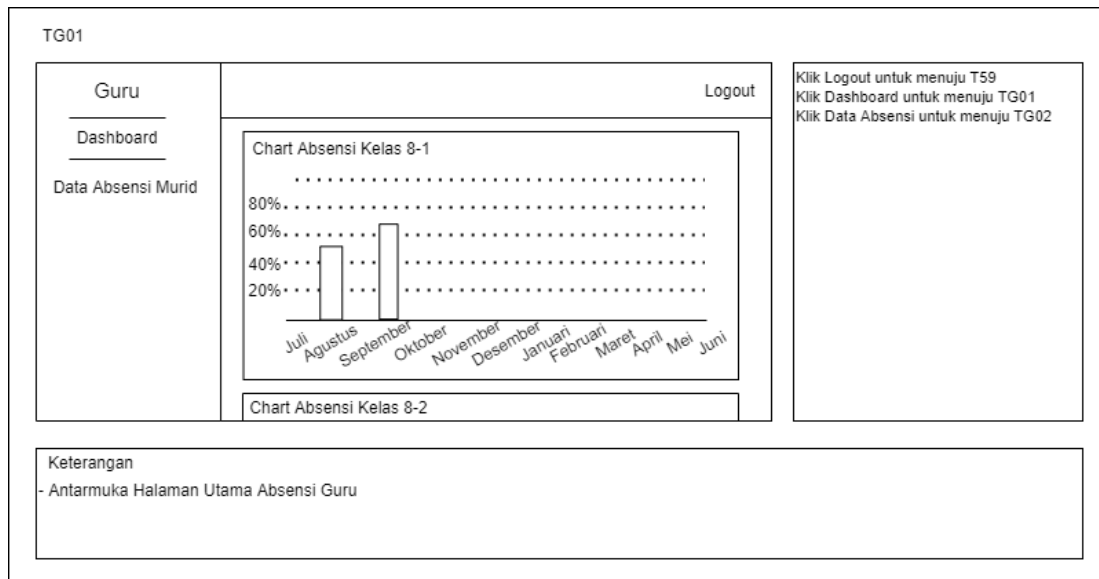 TG01
Guru
Dashboard
Data Absensi Murid
Logout
Chart Absensi Kelas 8-1
80%
60%
40%
20%
Juli
Agustus
September
Oktober
November
Desember
Januari
Februari
Maret
April
Mei
Juni
Chart Absensi Kelas 8-2
Klik Logout untuk menuju T59
Klik Dashboard untuk menuju TG01
Klik Data Absensi untuk menuju TG02
Keterangan
- Antarmuka Halaman Utama Absensi Guru